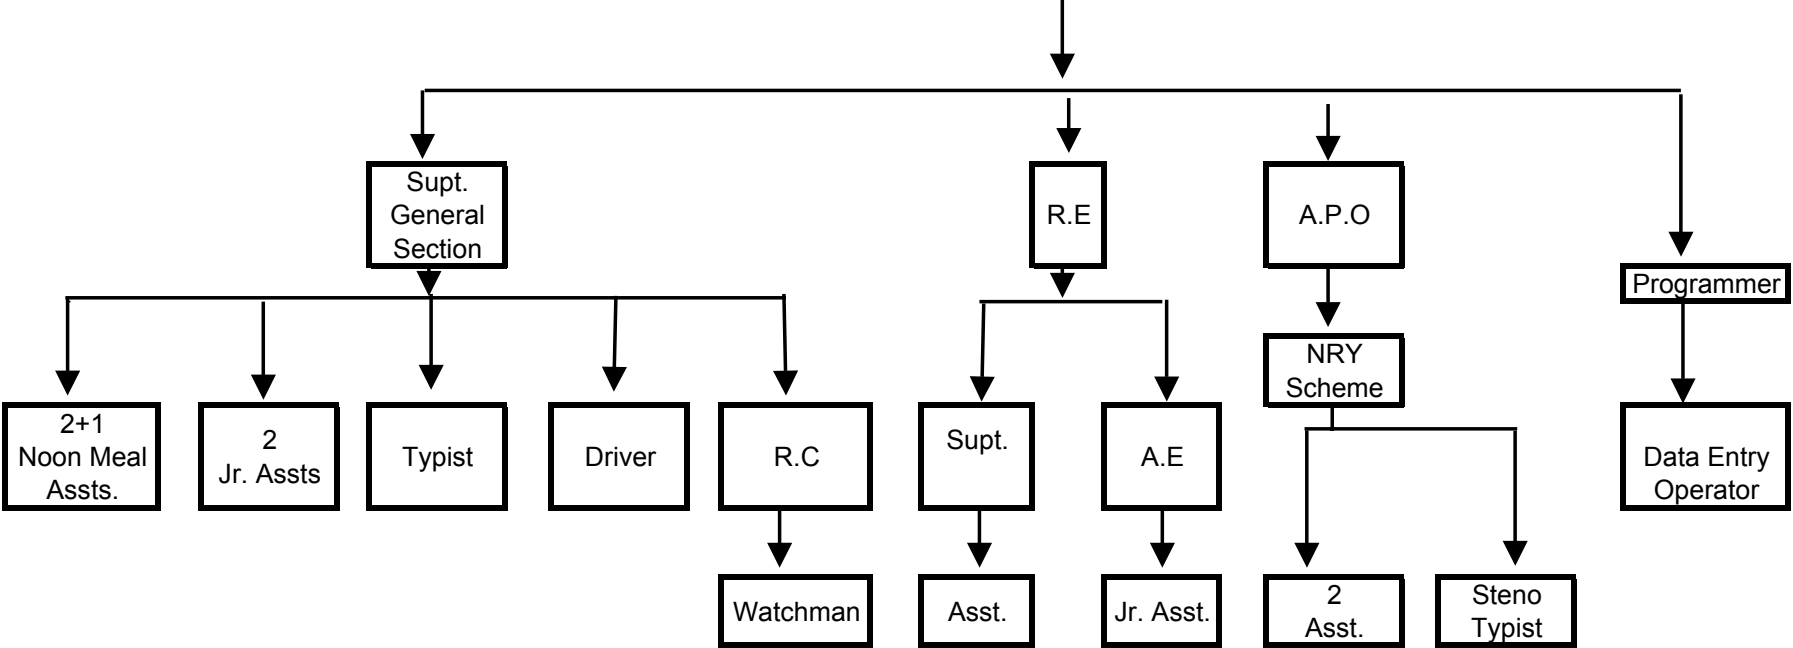 Supt.
General
Section
R.E
A.P.O
Programmer
NRY
Scheme
2+1
Noon Meal
Assts.
2
Jr. Assts
Typist
Driver
R.C
Supt.
A.E
Data Entry
Operator
Watchman
Asst.
Jr. Asst.
2
Asst.
Steno
Typist